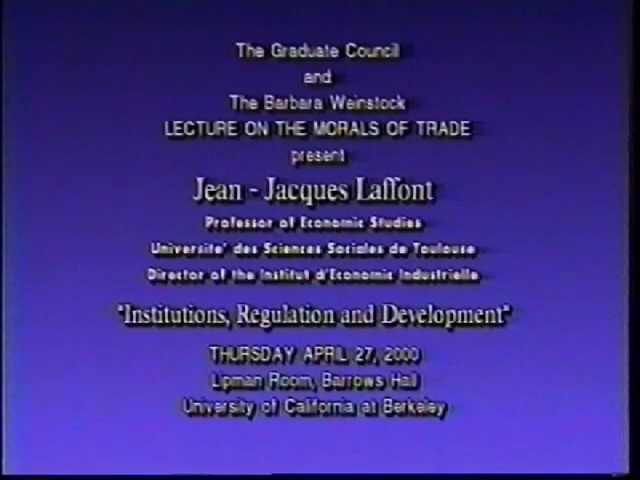 The Graduate Council
and
The Barbara Weinstock
LECTURE ON THE MORALS OF TRADE
present
Jean - Jacques Laffont
Professor of Economic Studies
Universite' des Sciences Sociales de Toulouse
Director of the Institut d'Economic Industrielle
"Institutions, Regulation and Development"
THURSDAY APRIL 27, 2000
Lipman Room, Barrows Hall
University of California at Berkeley